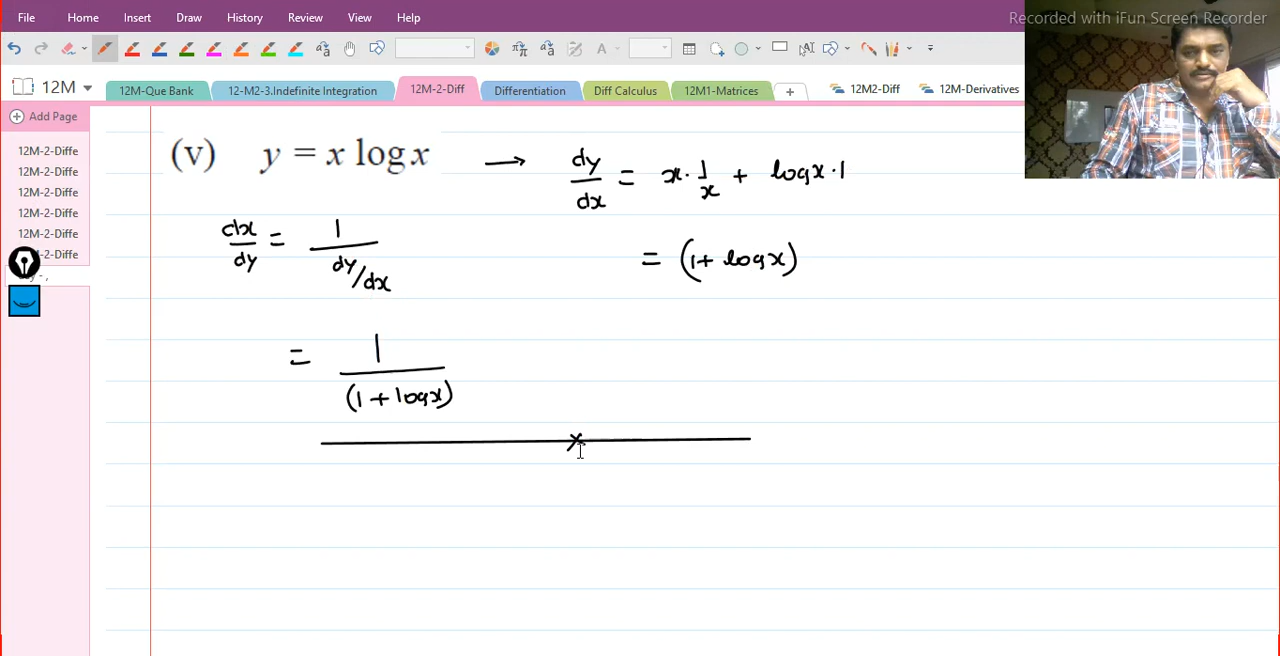 File Home Insert Draw History Review View Help
Recorded with iFun Screen Recorder
12M
12M-Que Bank 12-M2-3.Indefinite Integration 12M-2-Diff Differentiation Diff Calculus 12M1-Matrices 12M2-Diff 12M-Derivatives
Add Page
12M-2-Diffe
12M-2-Diffe
12M-2-Diffe
12M-2-Diffe
12M-2-Diffe
-2-Diffe
(v) y = x log x → dy/dx = x · 1/x + log x · 1
dx/dy = 1/(dy/dx)
= (1 + log x)
= 1/(1 + log x)